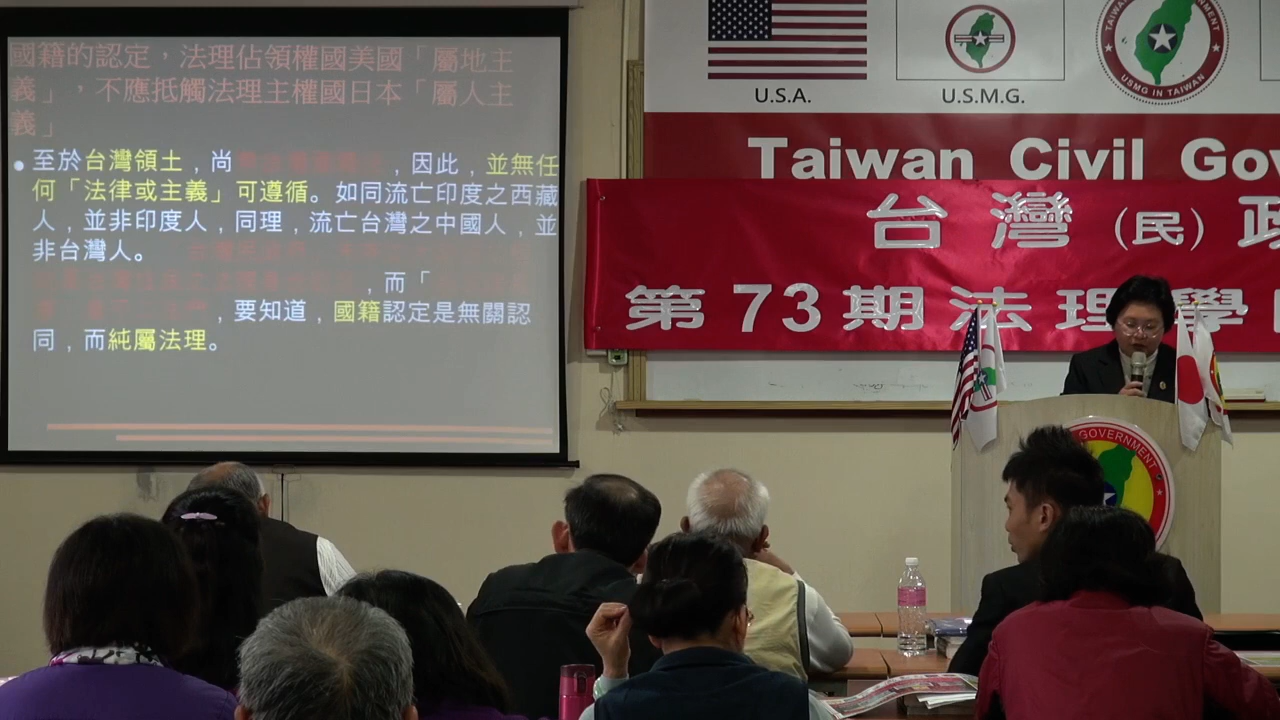 國籍的認定，法理佔領權國美國「屬地主
義」，不應抵觸法理主權國日本「屬人主
義」
至於台灣領土，尚
，因此，並無任
何「法律或主義」可遵循。如同流亡印度之西藏
人，並非印度人，同理，流亡台灣之中國人，並
非台灣人。
，而「
，要知道，國籍認定是無關認
同，而純屬法理。
U.S.A.
U.S.M.G.
USMG IN TAIWAN
Taiwan Civil Gov
台灣(民)政
第73期法理學
GOVERNMENT